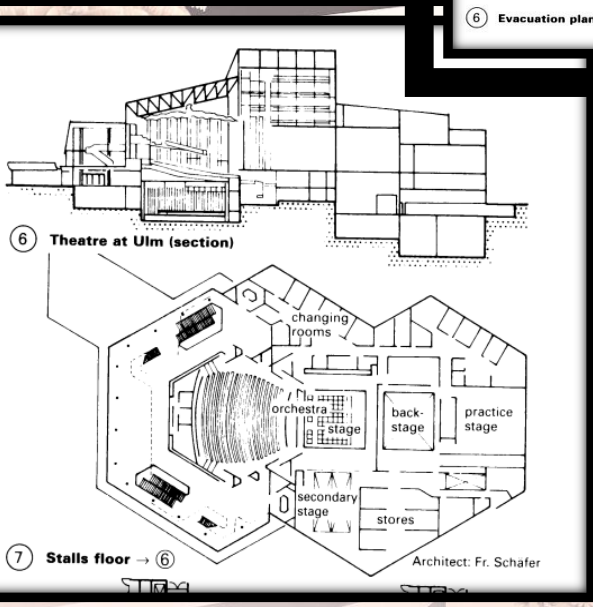 6 Evacuation plan
6 Theatre at Ulm (section)
changing
rooms
orchestra
stage
back-
stage
practice
stage
secondary
stage
stores
7 Stalls floor → 6
Architect: Fr. Schäfer